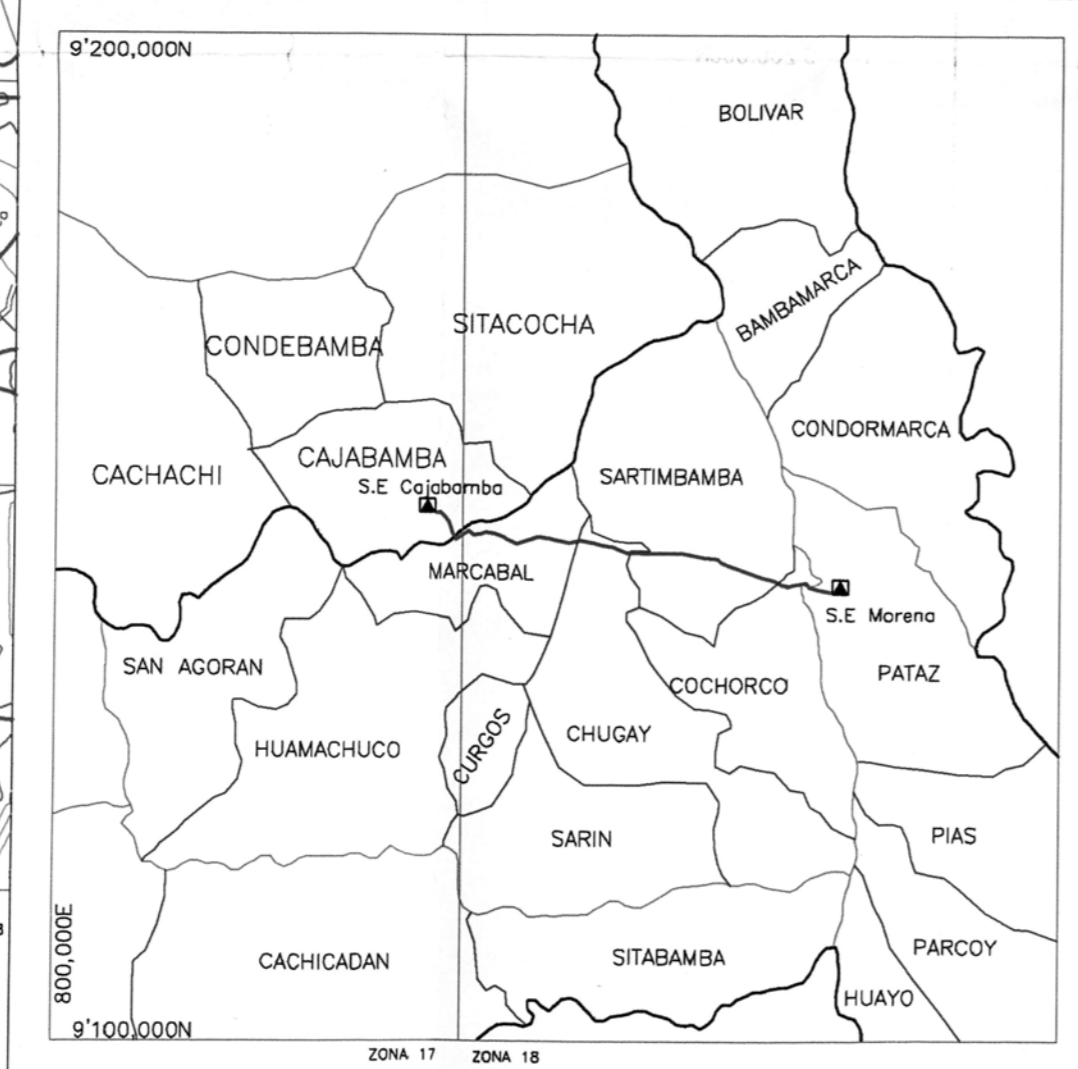 9'200,000N
BOLIVAR
BAMBAMARCA
SITACOCHA
CONDEBAMBA
CONDORMARCA
CAJABAMBA
CACHACHI
SARTIMBAMBA
S.E Cajabamba
MARCABAL
S.E Morena
SAN AGORAN
PATAZ
COCHORCO
CURGOS
CHUGAY
HUAMACHUCO
SARIN
PIAS
800,000E
PARCOY
SITABAMBA
CACHICADAN
HUAYO
9'100,000N
ZONA 17
ZONA 18